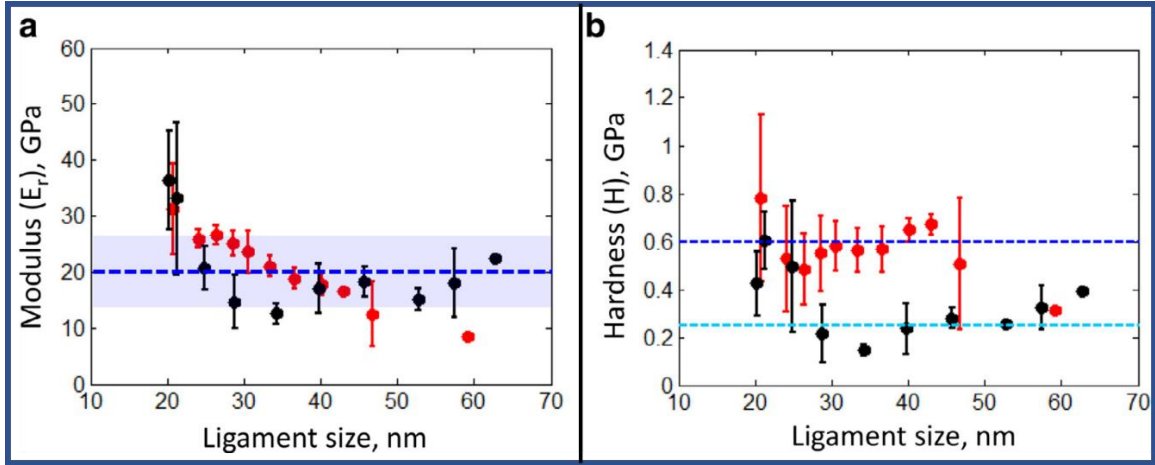 a
60
50
40
30
20
10
0
10 20 30 40 50 60 70
Modulus (Er), GPa
Ligament size, nm
b
1.4
1.2
1
0.8
0.6
0.4
0.2
0
10 20 30 40 50 60 70
Hardness (H), GPa
Ligament size, nm